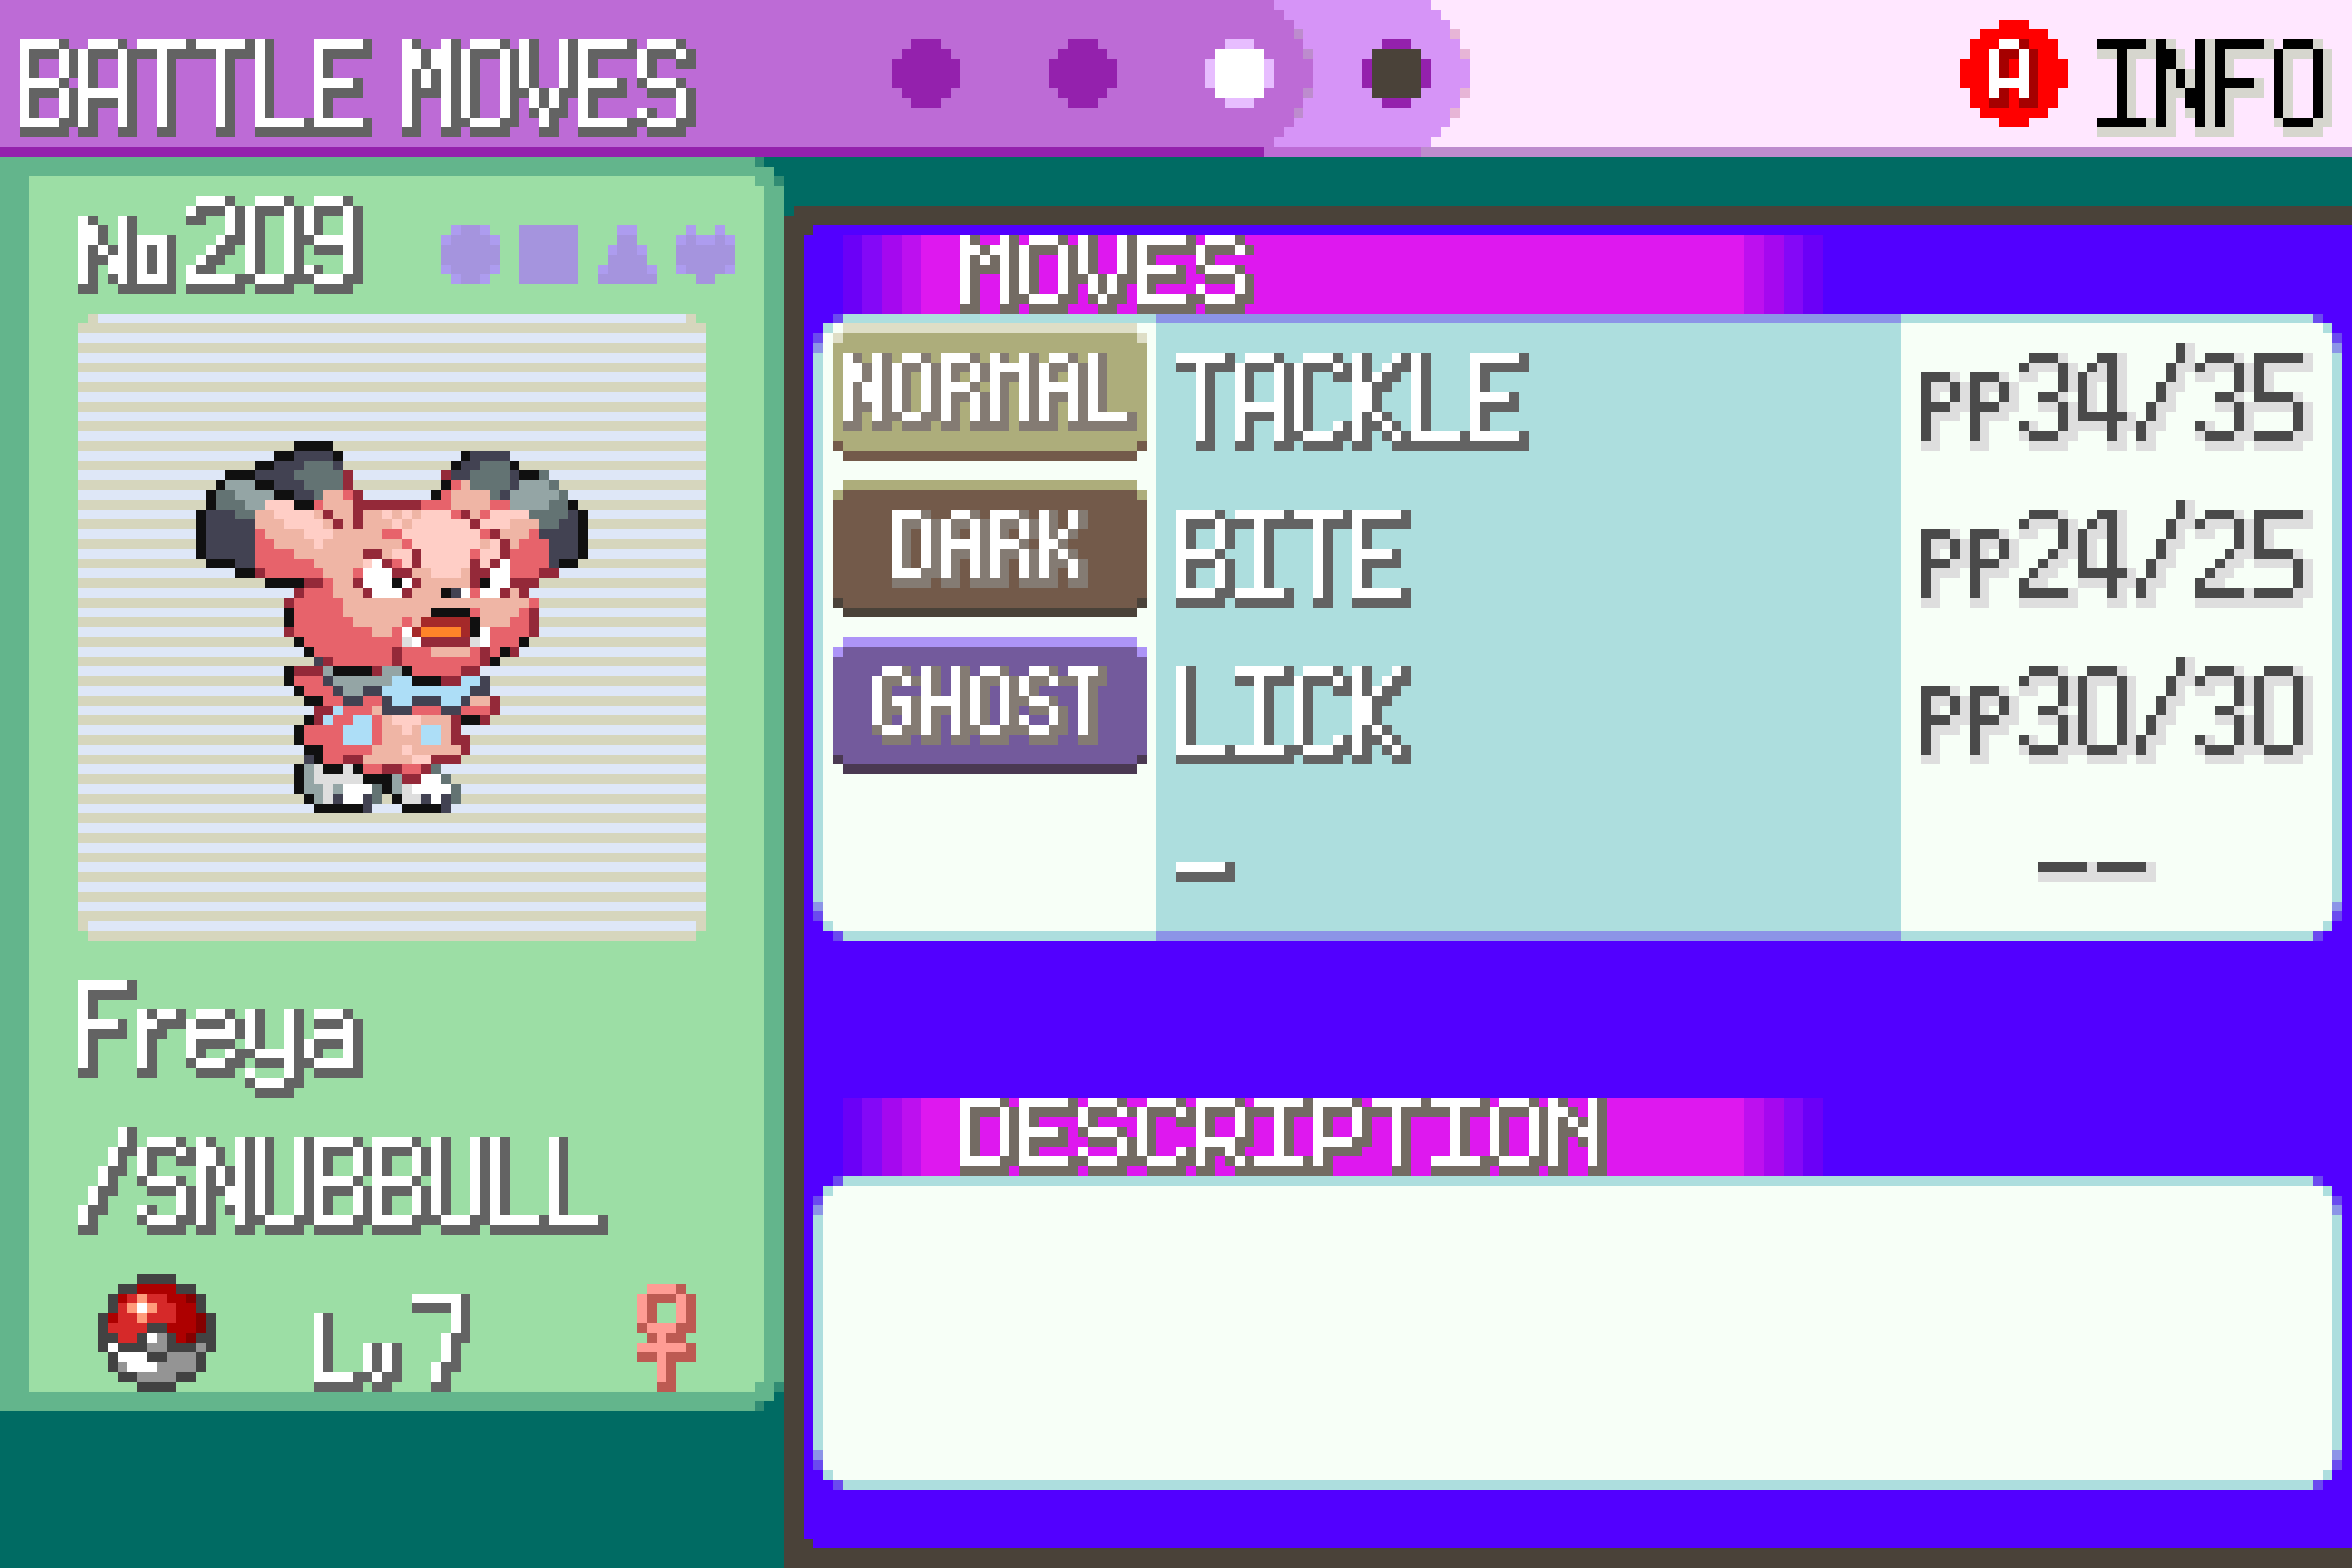 BATTLE MOVES
A INFO
No209
MOVES
NORMAL TACKLE PP34/35
DARK BITE PP24/25
GHOST LICK PP30/30
- --
Freya
/SNUBBULL
Lv7 ♀
DESCRIPTION